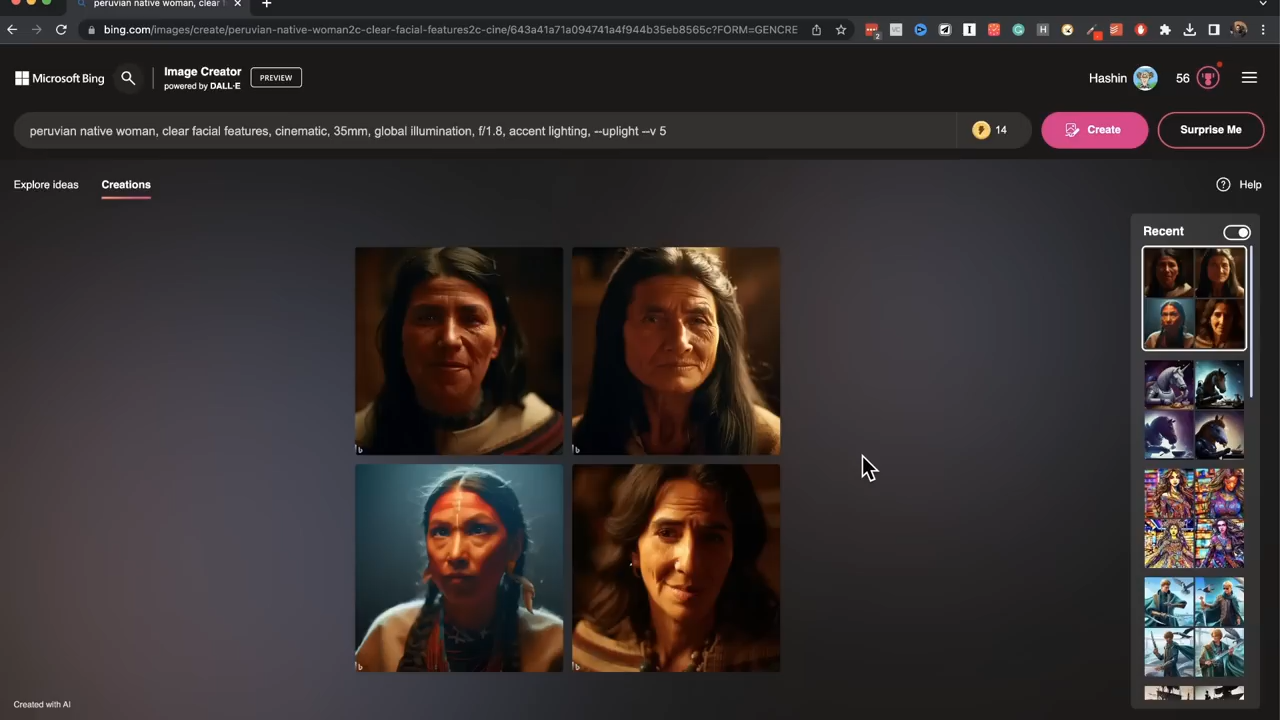 peruvian native woman, clear f
bing.com/images/create/peruvian-native-woman2c-clear-facial-features2c-cine/643a41a71a094741a4f944b35eb8565c?FORM=GENCRE
2
VC
I
H
Microsoft Bing
Image Creator
powered by DALL·E
PREVIEW
Hashin
56
peruvian native woman, clear facial features, cinematic, 35mm, global illumination, f/1.8, accent lighting, --uplight --v 5
14
Create
Surprise Me
Explore ideas
Creations
Help
Recent
Created with AI